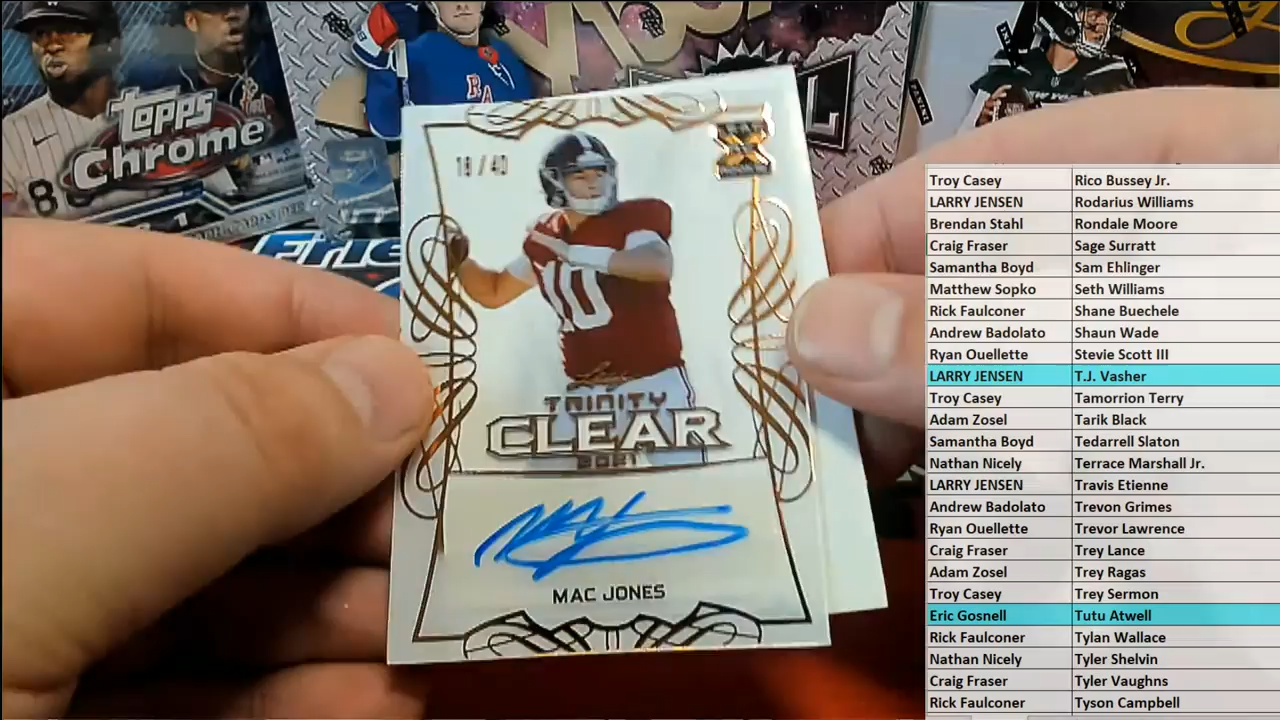 Topps
Chrome
8
RA
L
Erie
18/40
10
Leaf
TRINITY
CLEAR
2021
MAC JONES
Troy Casey Rico Bussey Jr.
LARRY JENSEN Rodarius Williams
Brendan Stahl Rondale Moore
Craig Fraser Sage Surratt
Samantha Boyd Sam Ehlinger
Matthew Sopko Seth Williams
Rick Faulconer Shane Buechele
Andrew Badolato Shaun Wade
Ryan Ouellette Stevie Scott III
LARRY JENSEN T.J. Vasher
Troy Casey Tamorrion Terry
Adam Zosel Tarik Black
Samantha Boyd Tedarrell Slaton
Nathan Nicely Terrace Marshall Jr.
LARRY JENSEN Travis Etienne
Andrew Badolato Trevon Grimes
Ryan Ouellette Trevor Lawrence
Craig Fraser Trey Lance
Adam Zosel Trey Ragas
Troy Casey Trey Sermon
Eric Gosnell Tutu Atwell
Rick Faulconer Tylan Wallace
Nathan Nicely Tyler Shelvin
Craig Fraser Tyler Vaughns
Rick Faulconer Tyson Campbell